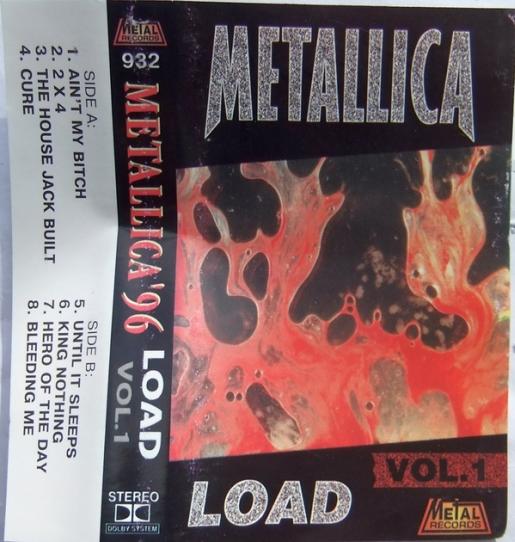 METALLICA
VOL.1
LOAD
METAL
RECORDS
METAL
RECORDS
932
METALLICA'96
LOAD
VOL.1
STEREO
DOLBY SYSTEM
SIDE A:
1. AIN'T MY BITCH
2. 2 X 4
3. THE HOUSE JACK BUILT
4. CURE
SIDE B:
5. UNTIL IT SLEEPS
6. KING NOTHING
7. HERO OF THE DAY
8. BLEEDING ME